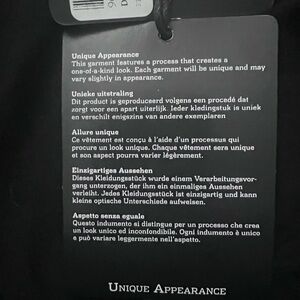 Unique Appearance
This garment features a process that creates a
one-of-a-kind look. Each garment will be unique and may
vary slightly in appearance.
Unieke uitstraling
Dit product is geproduceerd volgens een procedé dat
zorgt voor een apart uiterlijk. Ieder kledingstuk is uniek
en verschilt enigszins van andere exemplaren
Allure unique
Ce vêtement est conçu à l'aide d'un processus qui
procure un look unique. Chaque vêtement sera unique
et son aspect pourra varier légèrement.
Einzigartiges Aussehen
Dieses Kleidungsstück wurde einem Verarbeitungsvor-
gang unterzogen, der ihm ein einmaliges Aussehen
verleiht. Jedes Kleidungsstück ist einzigartig und kann
kleine optische Unterschiede aufweisen.
Aspetto senza eguale
Questo indumento si distingue per un processo che crea
un look unico ed inconfondibile. Ogni indumento è unico
e può variare leggermente nell'aspetto.
UNIQUE APPEARANCE